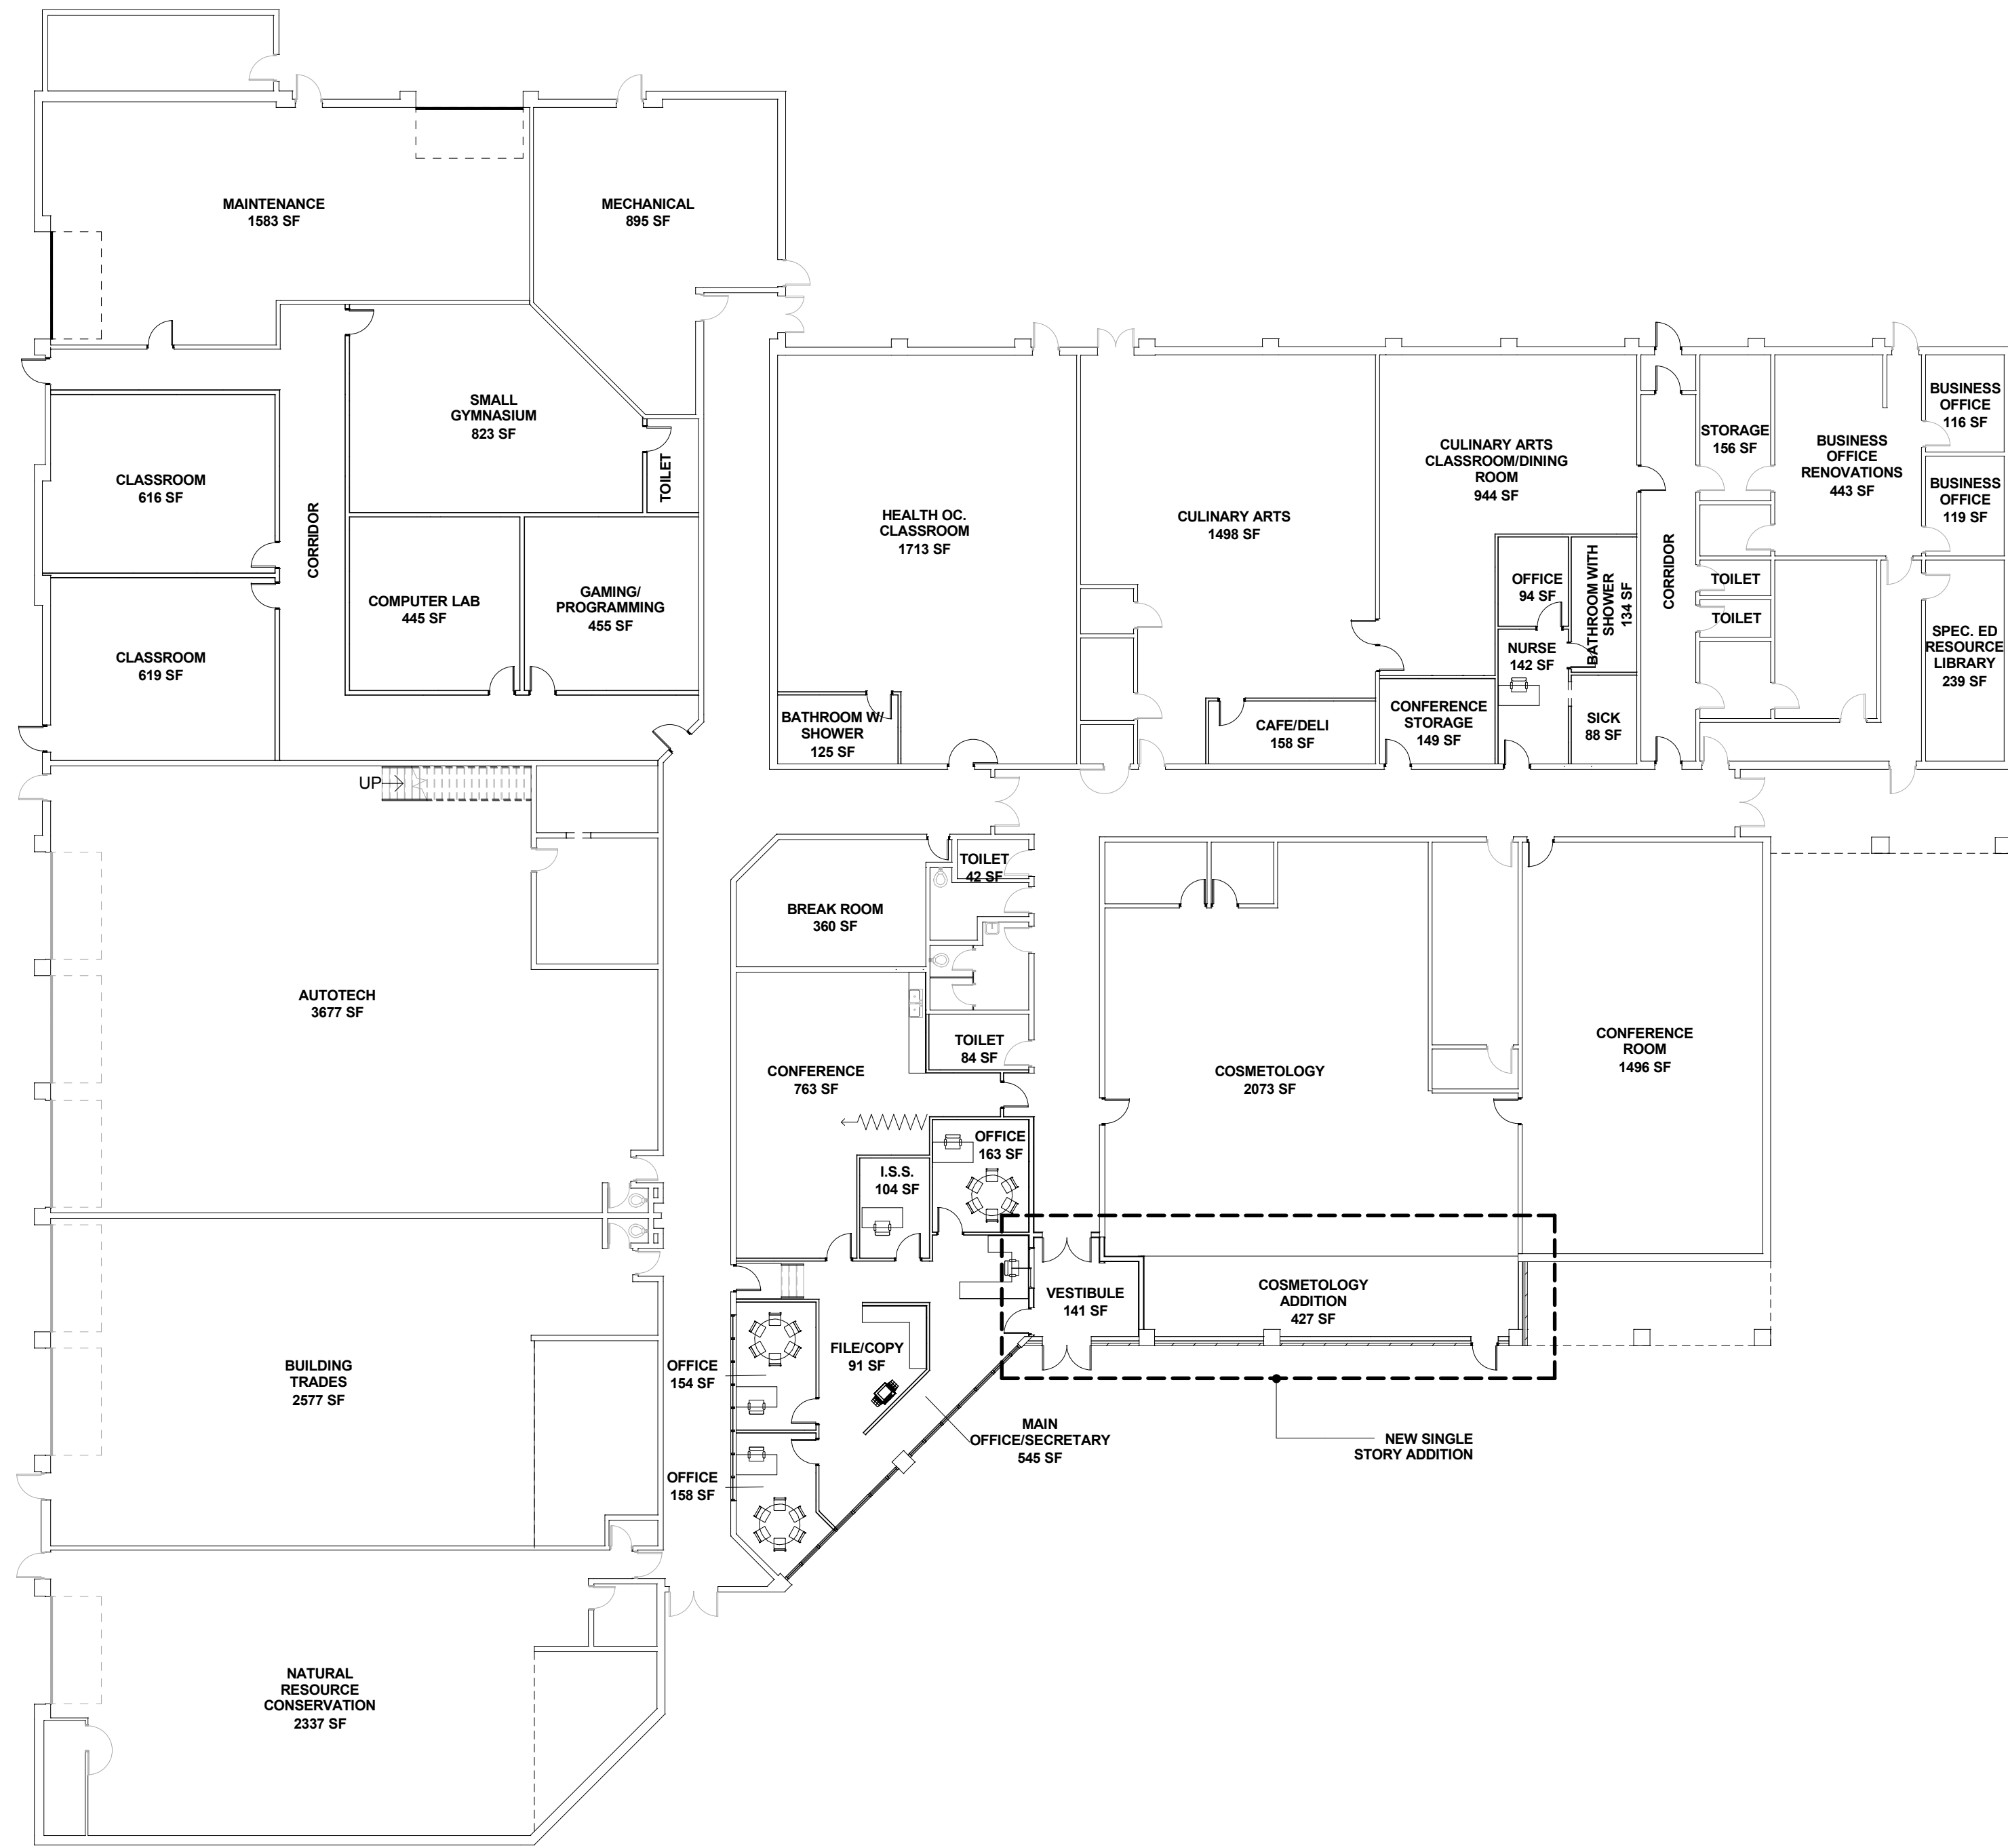 MAINTENANCE
1583 SF
MECHANICAL
895 SF
SMALL
GYMNASIUM
823 SF
TOILET
CLASSROOM
616 SF
CORRIDOR
COMPUTER LAB
445 SF
GAMING/
PROGRAMMING
455 SF
CLASSROOM
619 SF
HEALTH OC.
CLASSROOM
1713 SF
BATHROOM W/
SHOWER
125 SF
CULINARY ARTS
1498 SF
CAFE/DELI
158 SF
CULINARY ARTS
CLASSROOM/DINING
ROOM
944 SF
OFFICE
94 SF
BATHROOM WITH
SHOWER
134 SF
NURSE
142 SF
CONFERENCE
STORAGE
149 SF
SICK
88 SF
CORRIDOR
STORAGE
156 SF
BUSINESS
OFFICE
RENOVATIONS
443 SF
BUSINESS
OFFICE
116 SF
BUSINESS
OFFICE
119 SF
TOILET
TOILET
SPEC. ED
RESOURCE
LIBRARY
239 SF
UP
AUTOTECH
3677 SF
BREAK ROOM
360 SF
TOILET
42 SF
TOILET
84 SF
CONFERENCE
763 SF
OFFICE
163 SF
I.S.S.
104 SF
COSMETOLOGY
2073 SF
CONFERENCE
ROOM
1496 SF
VESTIBULE
141 SF
COSMETOLOGY
ADDITION
427 SF
BUILDING
TRADES
2577 SF
OFFICE
154 SF
FILE/COPY
91 SF
OFFICE
158 SF
MAIN
OFFICE/SECRETARY
545 SF
NEW SINGLE
STORY ADDITION
NATURAL
RESOURCE
CONSERVATION
2337 SF